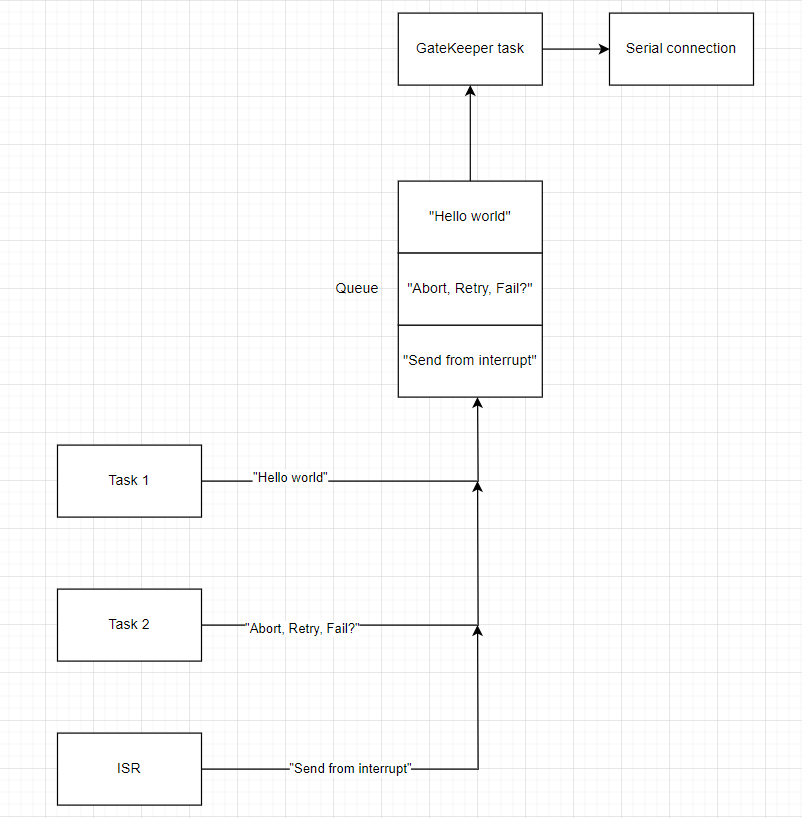 GateKeeper task
Serial connection
"Hello world"
Queue
"Abort, Retry, Fail?"
"Send from interrupt"
Task 1
"Hello world"
Task 2
"Abort, Retry, Fail?"
ISR
"Send from interrupt"